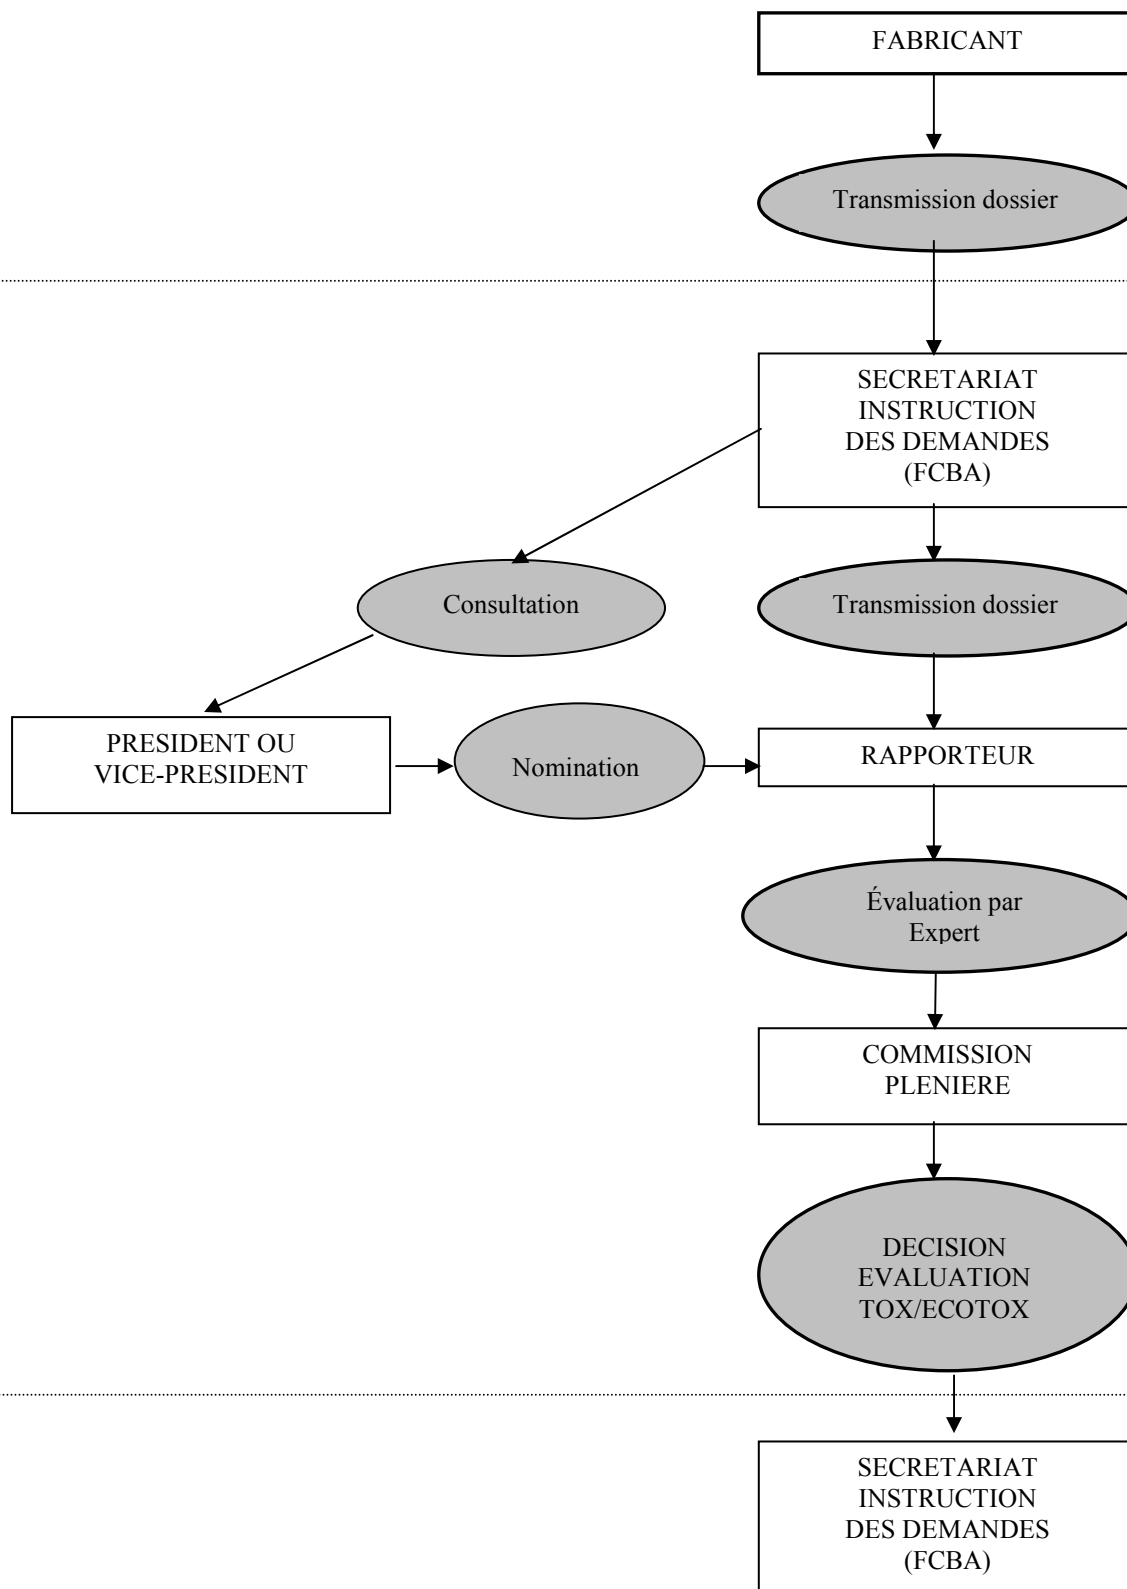 FABRICANT
Transmission dossier
SECRETARIAT
INSTRUCTION
DES DEMANDES
(FCBA)
Consultation
Transmission dossier
PRESIDENT OU
VICE-PRESIDENT
Nomination
RAPPORTEUR
Évaluation par
Expert
COMMISSION
PLENIERE
DECISION
EVALUATION
TOX/ECOTOX
SECRETARIAT
INSTRUCTION
DES DEMANDES
(FCBA)